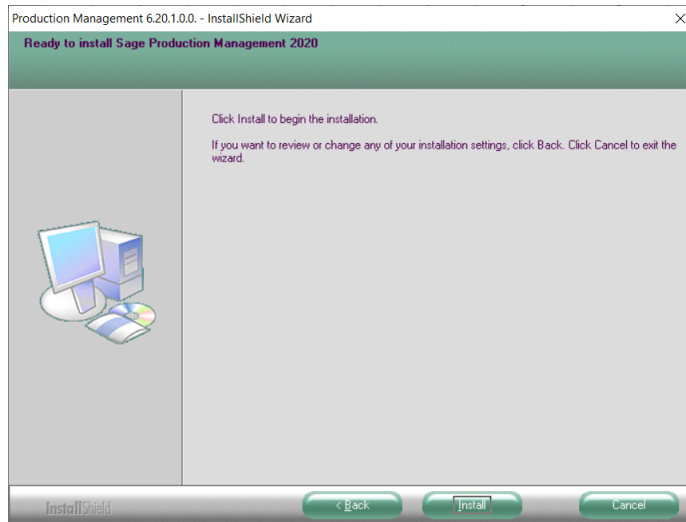 Production Management 6.20.1.0.0. - InstallShield Wizard
Ready to install Sage Production Management 2020
Click Install to begin the installation.
If you want to review or change any of your installation settings, click Back. Click Cancel to exit the
wizard.
InstallShield
< Back
Install
Cancel